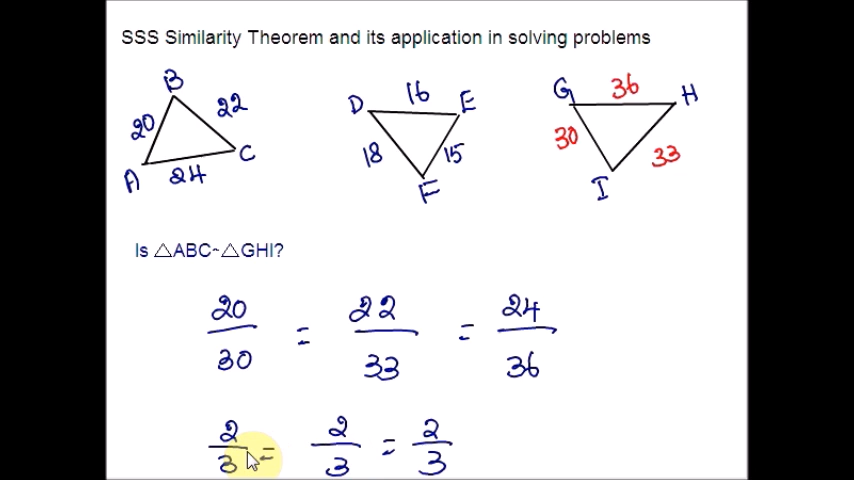 SSS Similarity Theorem and its application in solving problems
B
20 22
A 24 C
D 16 E
18 15
F
G 36 H
30 33
I
Is △ABC~△GHI?
20/30 = 22/33 = 24/36
2/3 = 2/3 = 2/3